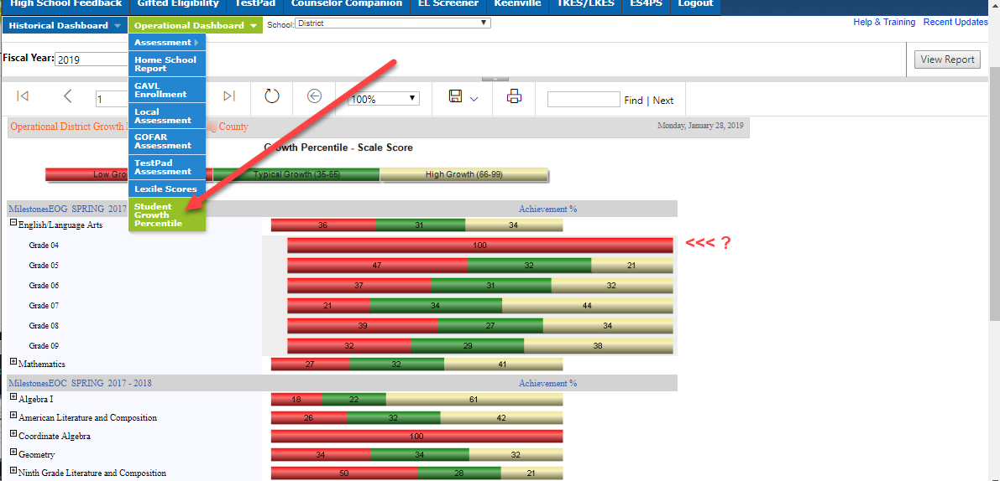 High School Feedback Gifted Eligibility TestPad Counselor Companion EL Screener Keenville TKES/LKES ES4PS Logout
Historical Dashboard Operational Dashboard School: District Help & Training Recent Updates
Fiscal Year: 2019 View Report
Assessment
Home School
Report
GAVL
Enrollment
Local
Assessment
GOFAR
Assessment
TestPad
Assessment
Lexile Scores
Student
Growth
Percentile
1 100% Find | Next
Operational District Growth County Monday, January 28, 2019
Growth Percentile - Scale Score
Low Typical Growth (35-65) High Growth (66-99)
MilestonesEOG SPRING 2017 Achievement %
English/Language Arts 36 31 34
Grade 04 100 <<< ?
Grade 05 47 32 21
Grade 06 37 31 32
Grade 07 21 34 44
Grade 08 39 27 34
Grade 09 32 29 38
Mathematics 27 32 41
MilestonesEOC SPRING 2017 - 2018 Achievement %
Algebra I 18 22 61
American Literature and Composition 26 32 42
Coordinate Algebra 100
Geometry 34 34 32
Ninth Grade Literature and Composition 50 28 21